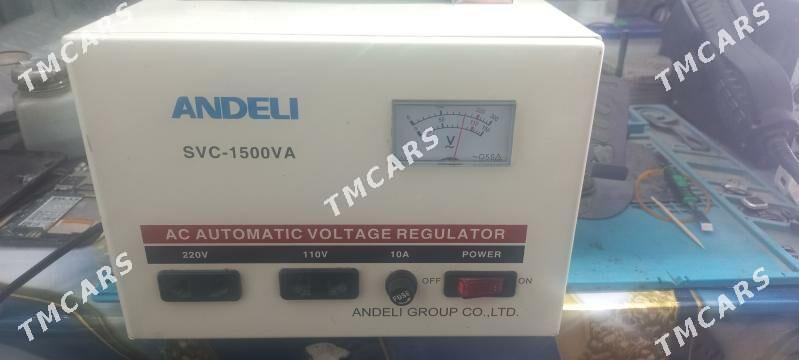 ANDELI
SVC-1500VA
V
AC AUTOMATIC VOLTAGE REGULATOR
220V 110V 10A POWER
OFF ON
FUSE
ANDELI GROUP CO.,LTD.
TMCARS
TMCARS
TMCARS
TMCARS
TMCARS
TMCARS
TMCARS